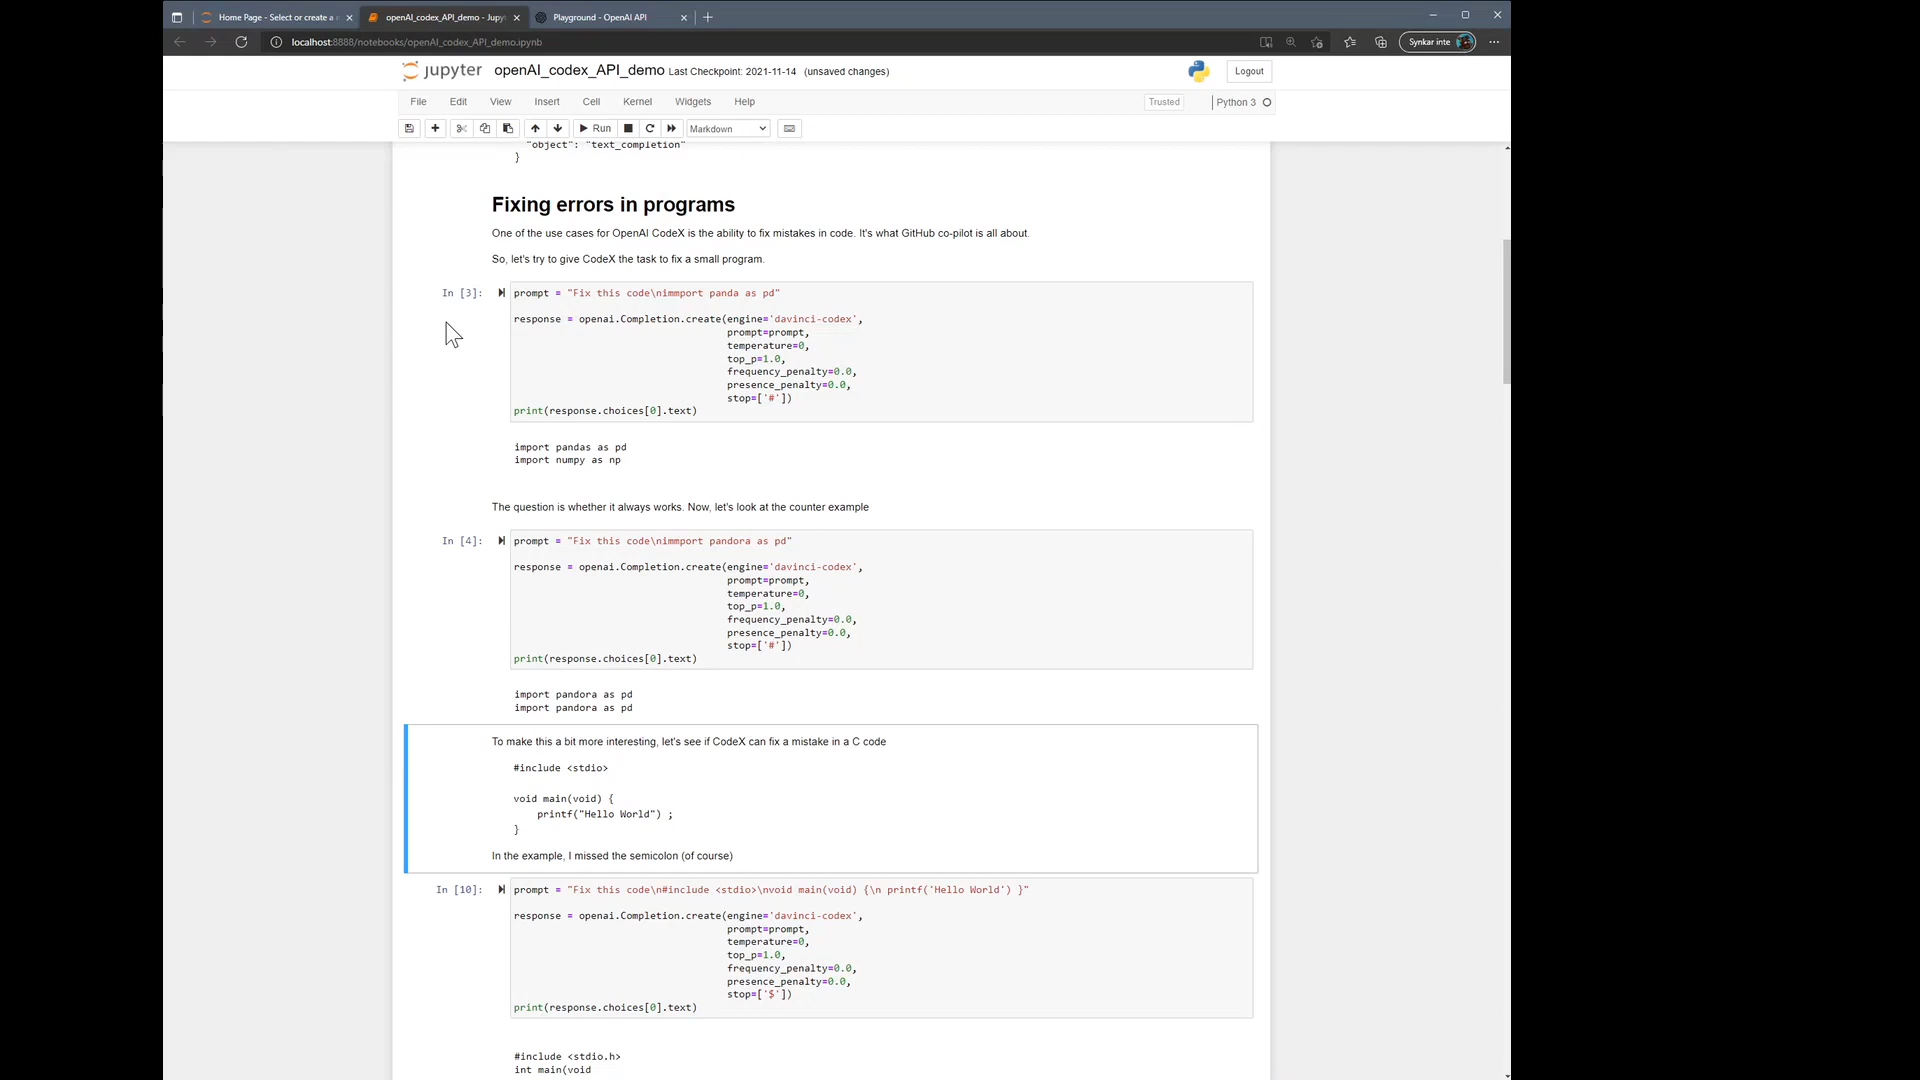 Home Page - Select or create a n
openAI_codex_API_demo - Jupy
Playground - OpenAI API
localhost:8888/notebooks/openAI_codex_API_demo.ipynb
Synkar inte
jupyter openAI_codex_API_demo Last Checkpoint: 2021-11-14 (unsaved changes)
Logout
File Edit View Insert Cell Kernel Widgets Help
Trusted
Python 3
Run
Markdown
"object": "text_completion"
}
Fixing errors in programs
One of the use cases for OpenAI CodeX is the ability to fix mistakes in code. It's what GitHub co-pilot is all about.
So, let's try to give CodeX the task to fix a small program.
In [3]: prompt = "Fix this code\nimmport panda as pd"
response = openai.Completion.create(engine='davinci-codex',
prompt=prompt,
temperature=0,
top_p=1.0,
frequency_penalty=0.0,
presence_penalty=0.0,
stop=['#'])
print(response.choices[0].text)
import pandas as pd
import numpy as np
The question is whether it always works. Now, let's look at the counter example
In [4]: prompt = "Fix this code\nimmport pandora as pd"
response = openai.Completion.create(engine='davinci-codex',
prompt=prompt,
temperature=0,
top_p=1.0,
frequency_penalty=0.0,
presence_penalty=0.0,
stop=['#'])
print(response.choices[0].text)
import pandora as pd
import pandora as pd
To make this a bit more interesting, let's see if CodeX can fix a mistake in a C code
#include <stdio>
void main(void) {
printf("Hello World") ;
}
In the example, I missed the semicolon (of course)
In [10]: prompt = "Fix this code\n#include <stdio>\nvoid main(void) {\n printf('Hello World') }"
response = openai.Completion.create(engine='davinci-codex',
prompt=prompt,
temperature=0,
top_p=1.0,
frequency_penalty=0.0,
presence_penalty=0.0,
stop=['$'])
print(response.choices[0].text)
#include <stdio.h>
int main(void